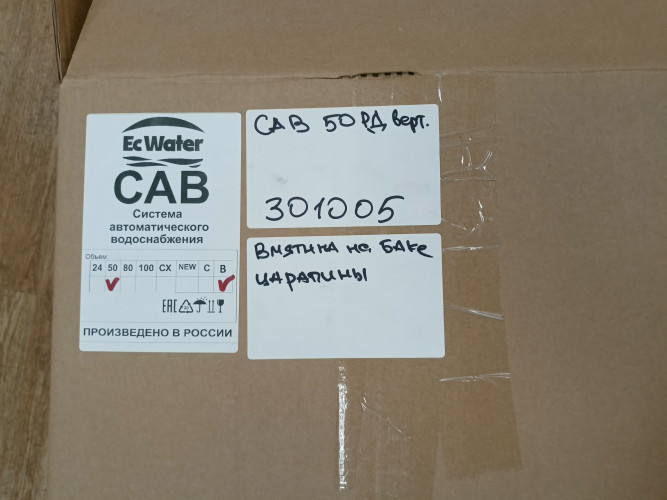 EcWater
САВ
Система
автоматического
водоснабжения
Объем
24 50 80 100 СХ NEW С В
ЕАС
ПРОИЗВЕДЕНО В РОССИИ
САВ 50 РД верт.
301005
Вмятина на баке
царапины